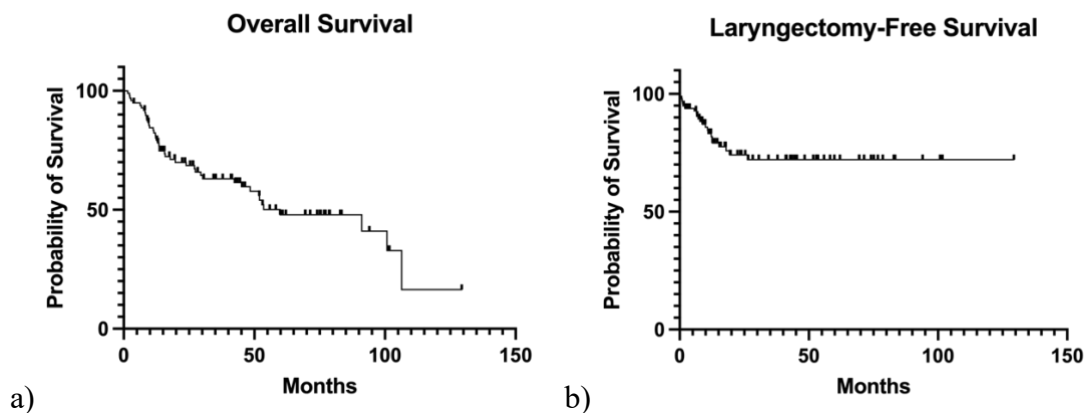 Overall Survival
Probability of Survival
100
50
0
0 50 100 150
Months
a)
Laryngectomy-Free Survival
Probability of Survival
100
50
0
0 50 100 150
Months
b)